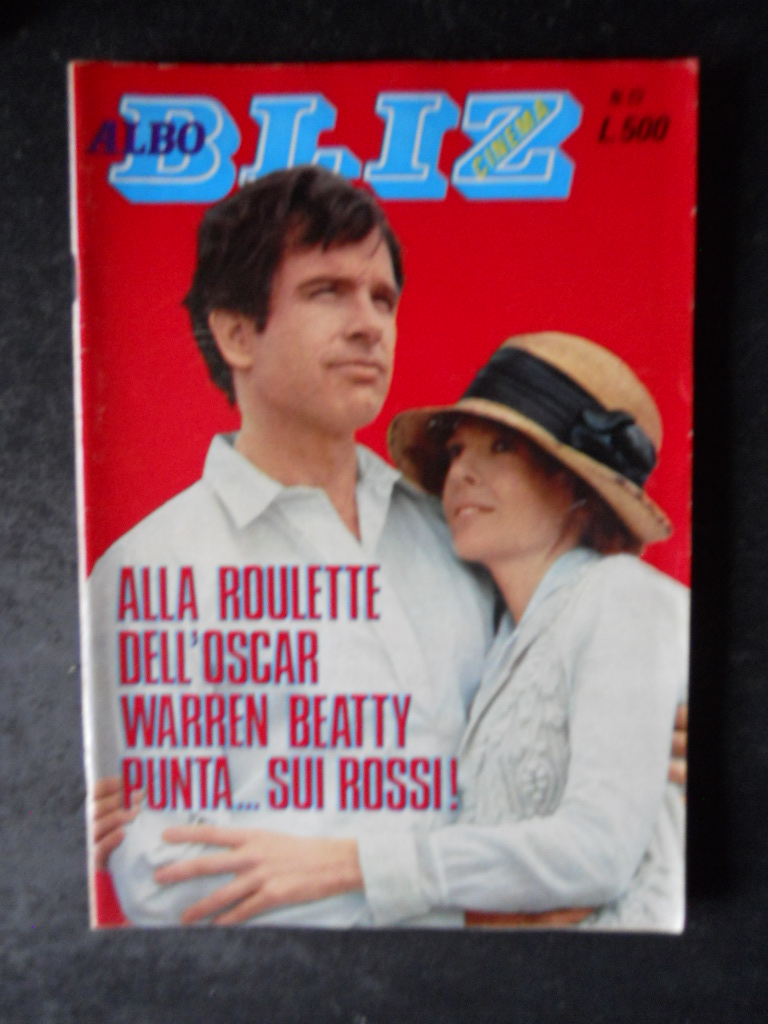 ALBO
BLIZ
CINEMA
L.500
ALLA ROULETTE
DELL'OSCAR
WARREN BEATTY
PUNTA... SUI ROSSI!